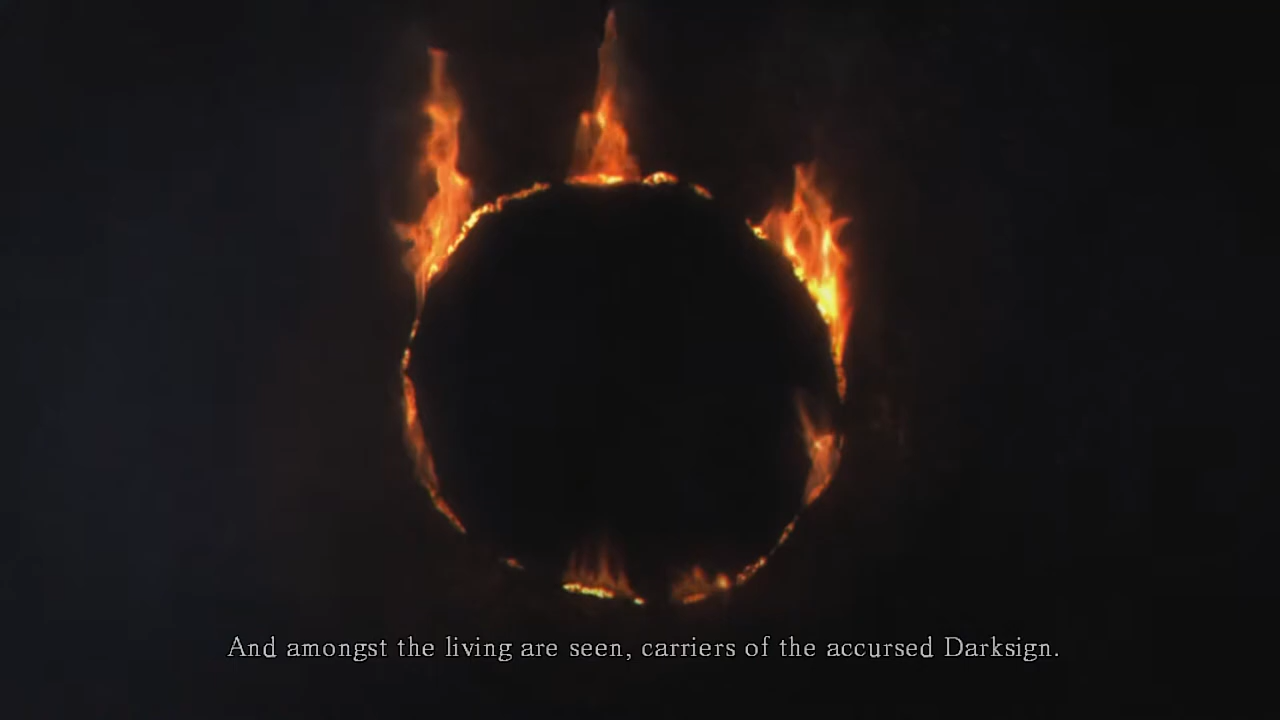 And amongst the living are seen, carriers of the accursed Darksign.